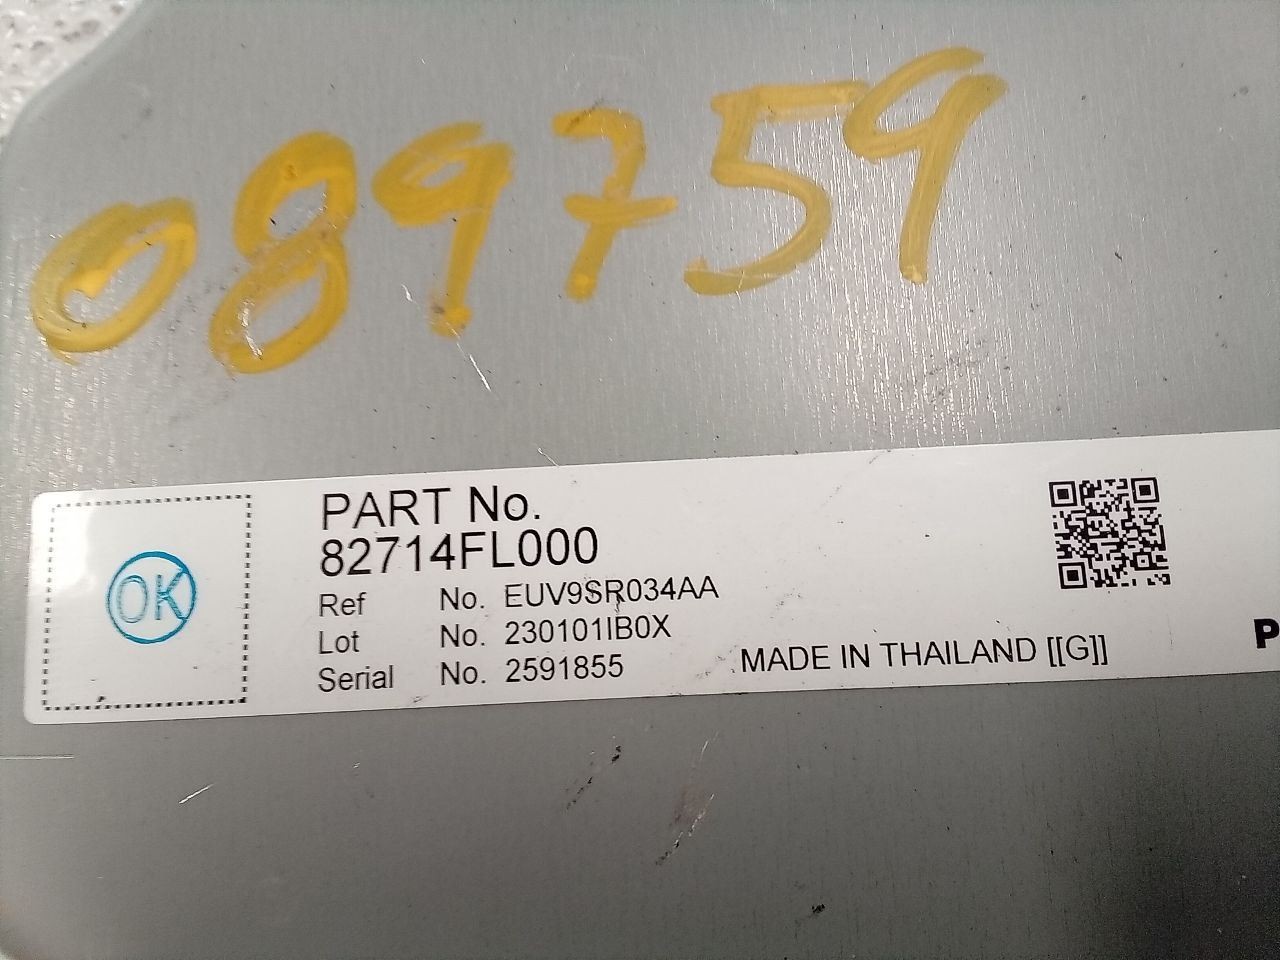 089759
PART No.
82714FL000
Ref No. EUV9SR034AA
Lot No. 230101IB0X
Serial No. 2591855
MADE IN THAILAND [[G]]
OK
P